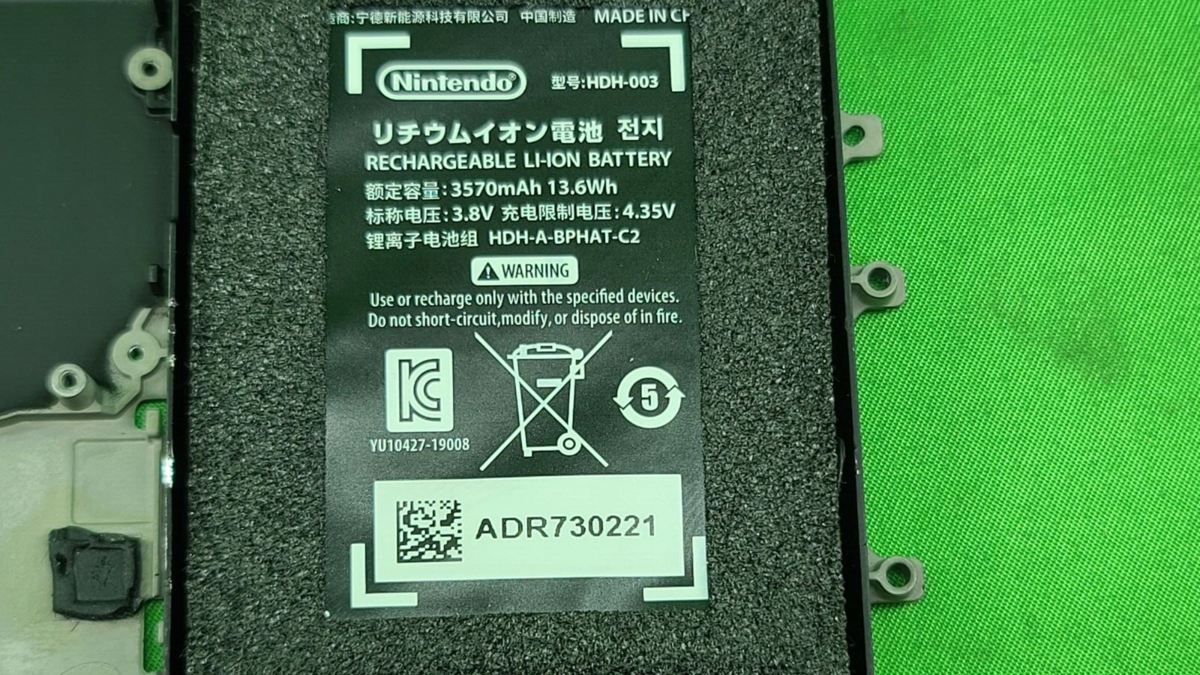 造商:宁德新能源科技有限公司 中国制造 MADE IN CH
Nintendo® 型号:HDH-003
リチウムイオン電池 전지
RECHARGEABLE LI-ION BATTERY
额定容量:3570mAh 13.6Wh
标称电压:3.8V 充电限制电压:4.35V
锂离子电池组 HDH-A-BPHAT-C2
WARNING
Use or recharge only with the specified devices.
Do not short-circuit,modify, or dispose of in fire.
KC
5
YU10427-19008
ADR730221